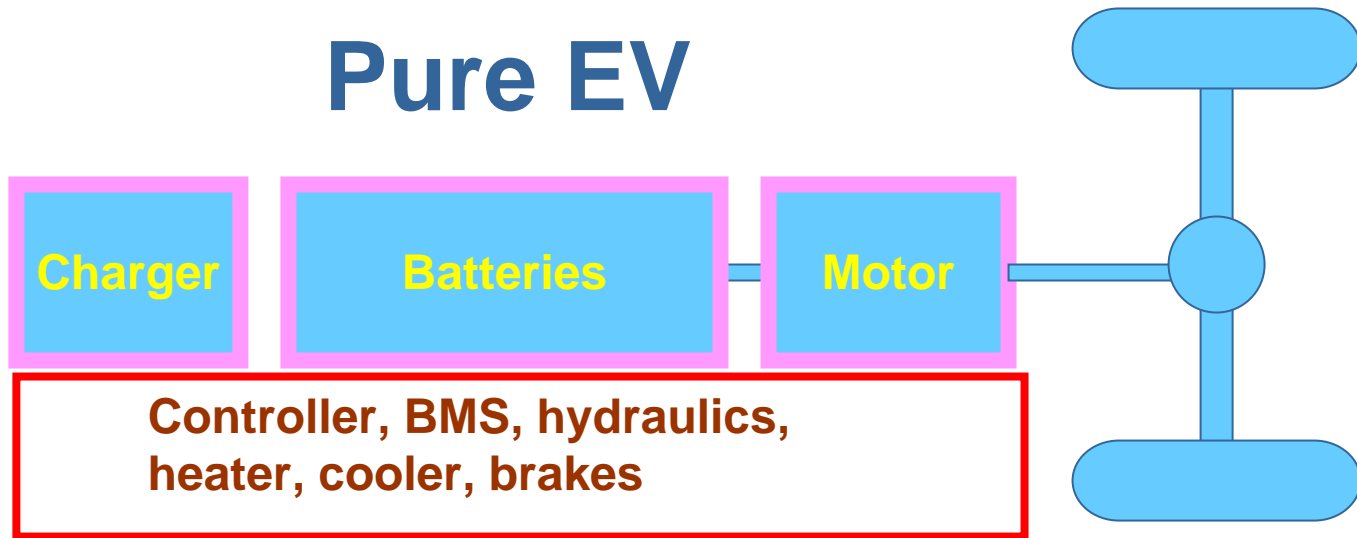 Pure EV
Charger
Batteries
Motor
Controller, BMS, hydraulics,
heater, cooler, brakes